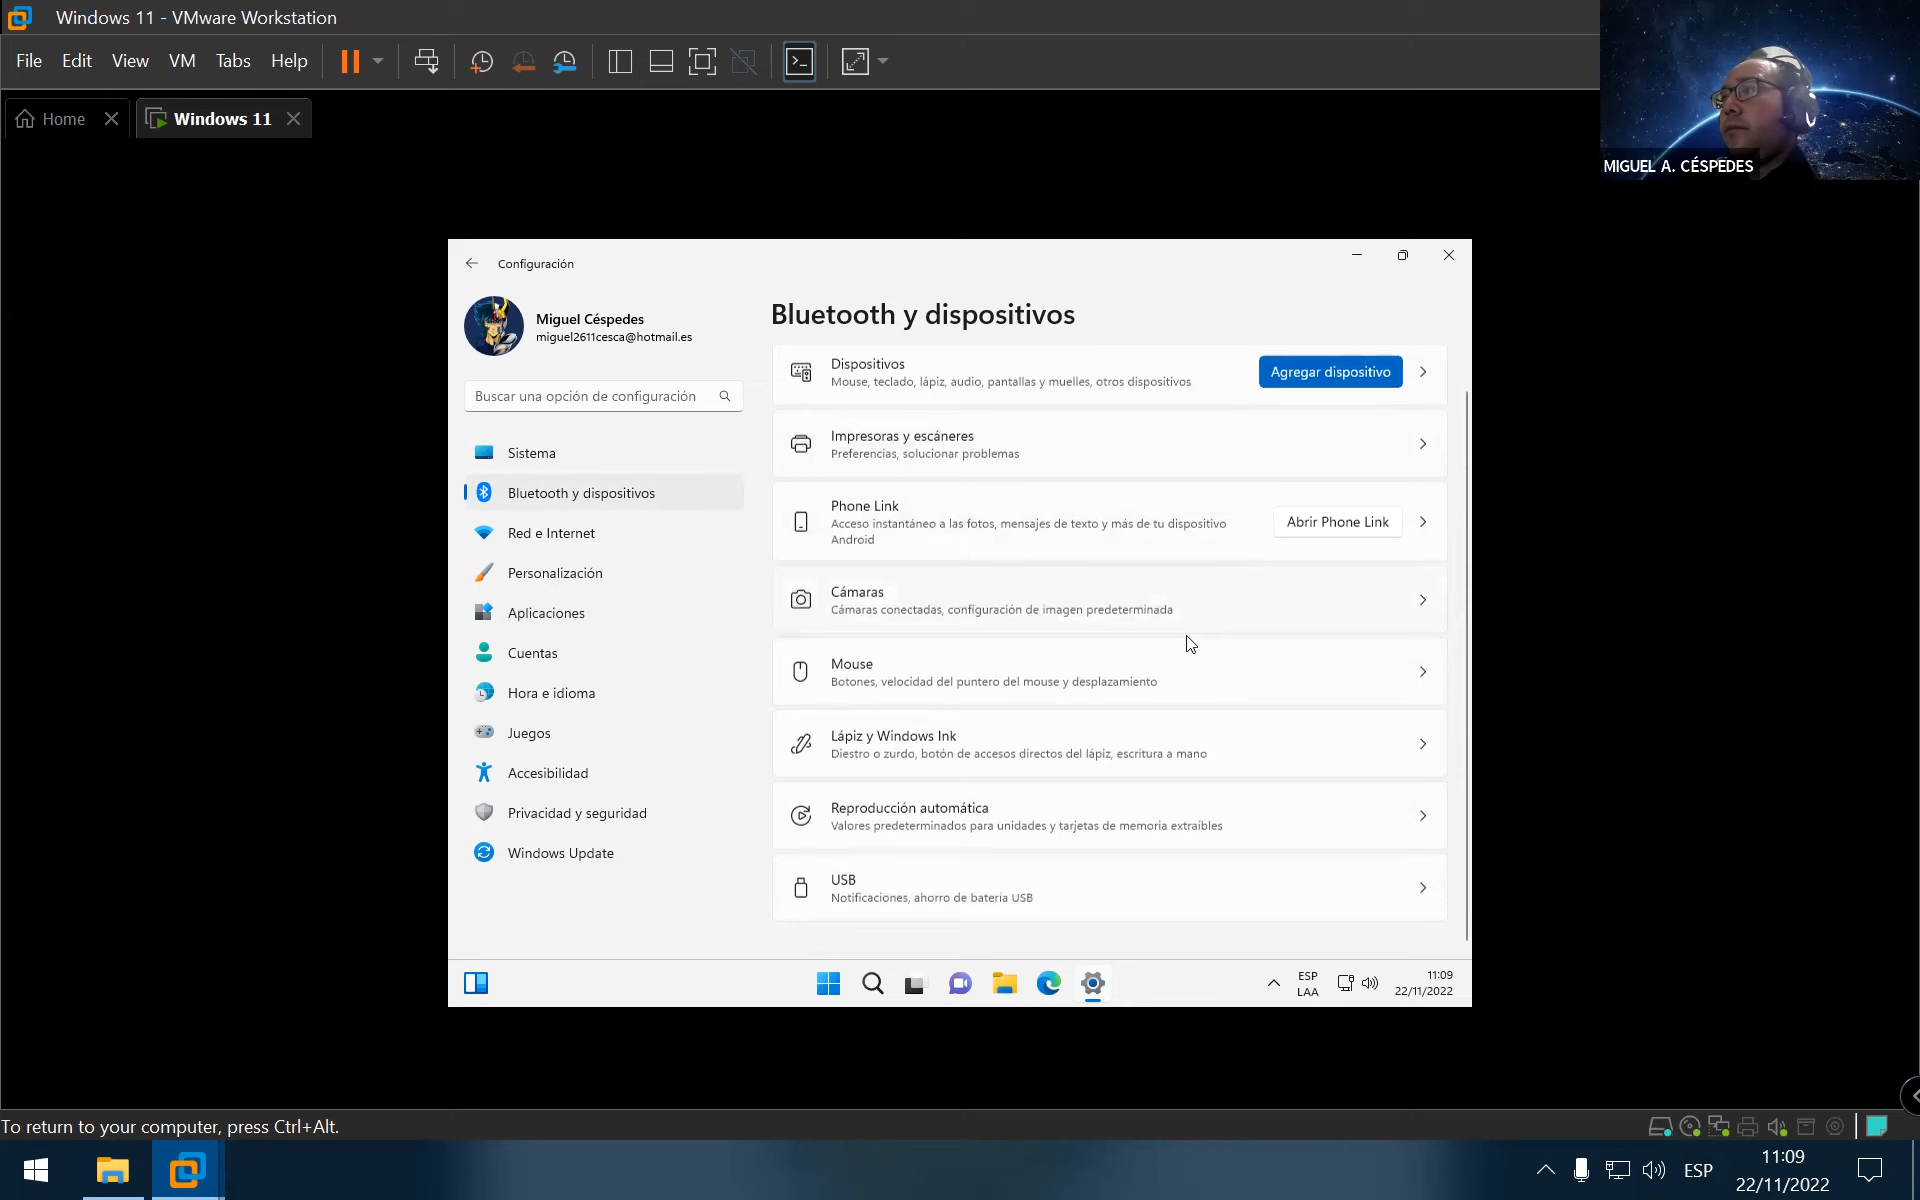 Windows 11 - VMware Workstation
File Edit View VM Tabs Help
Home
Windows 11
MIGUEL A. CÉSPEDES
Configuración
Miguel Céspedes
miguel2611cesca@hotmail.es
Buscar una opción de configuración
Sistema
Bluetooth y dispositivos
Red e Internet
Personalización
Aplicaciones
Cuentas
Hora e idioma
Juegos
Accesibilidad
Privacidad y seguridad
Windows Update
Bluetooth y dispositivos
Dispositivos
Mouse, teclado, lápiz, audio, pantallas y muelles, otros dispositivos
Agregar dispositivo
Impresoras y escáneres
Preferencias, solucionar problemas
Phone Link
Acceso instantáneo a las fotos, mensajes de texto y más de tu dispositivo
Android
Abrir Phone Link
Cámaras
Cámaras conectadas, configuración de imagen predeterminada
Mouse
Botones, velocidad del puntero del mouse y desplazamiento
Lápiz y Windows Ink
Diestro o zurdo, botón de accesos directos del lápiz, escritura a mano
Reproducción automática
Valores predeterminados para unidades y tarjetas de memoria extraíbles
USB
Notificaciones, ahorro de batería USB
ESP
LAA
11:09
22/11/2022
To return to your computer, press Ctrl+Alt.
ESP
11:09
22/11/2022